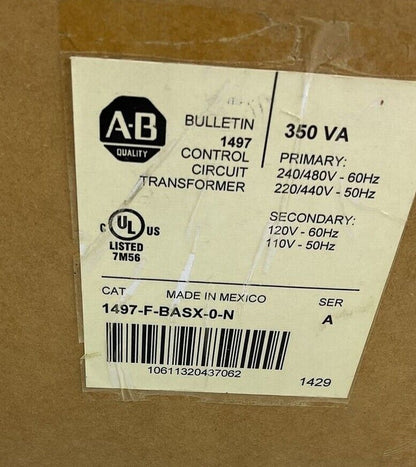 A-B
QUALITY
BULLETIN
1497
CONTROL
CIRCUIT
TRANSFORMER
350 VA
PRIMARY:
240/480V - 60Hz
220/440V - 50Hz
SECONDARY:
120V - 60Hz
110V - 50Hz
C UL US
LISTED
7M56
CAT
MADE IN MEXICO
SER
1497-F-BASX-0-N
A
10611320437062
1429